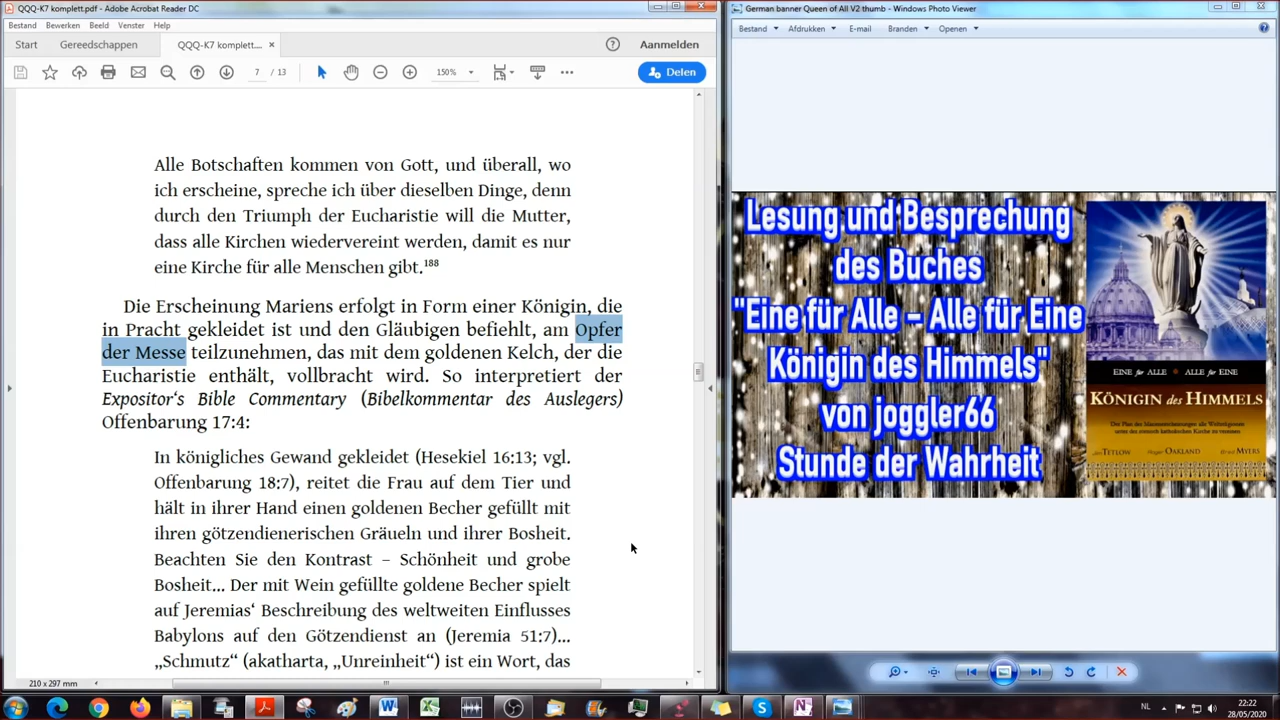 QQQ-K7 komplett.pdf - Adobe Acrobat Reader DC
Bestand Bewerken Beeld Venster Help
Start Gereedschappen QQQ-K7 komplett.... × Anmelden
7 / 13 150% Delen
Alle Botschaften kommen von Gott, und überall, wo
ich erscheine, spreche ich über dieselben Dinge, denn
durch den Triumph der Eucharistie will die Mutter,
dass alle Kirchen wiedervereint werden, damit es nur
eine Kirche für alle Menschen gibt.188
Die Erscheinung Mariens erfolgt in Form einer Königin, die
in Pracht gekleidet ist und den Gläubigen befiehlt, am Opfer
der Messe teilzunehmen, das mit dem goldenen Kelch, der die
Eucharistie enthält, vollbracht wird. So interpretiert der
Expositor‘s Bible Commentary (Bibelkommentar des Auslegers)
Offenbarung 17:4:
In königliches Gewand gekleidet (Hesekiel 16:13; vgl.
Offenbarung 18:7), reitet die Frau auf dem Tier und
hält in ihrer Hand einen goldenen Becher gefüllt mit
ihren götzendienerischen Gräueln und ihrer Bosheit.
Beachten Sie den Kontrast – Schönheit und grobe
Bosheit... Der mit Wein gefüllte goldene Becher spielt
auf Jeremias‘ Beschreibung des weltweiten Einflusses
Babylons auf den Götzendienst an (Jeremia 51:7)...
„Schmutz“ (akatharta, „Unreinheit“) ist ein Wort, das
210 x 297 mm
German banner Queen of All V2 thumb - Windows Photo Viewer
Bestand Afdrukken E-mail Branden Openen
Lesung und Besprechung
des Buches
"Eine für Alle – Alle für Eine
Königin des Himmels"
von joggler66
Stunde der Wahrheit
EINE für ALLE ALLE für EINE
KÖNIGIN des HIMMELS
TETLOW OAKLAND MYERS
NL 22:22
28/05/2020